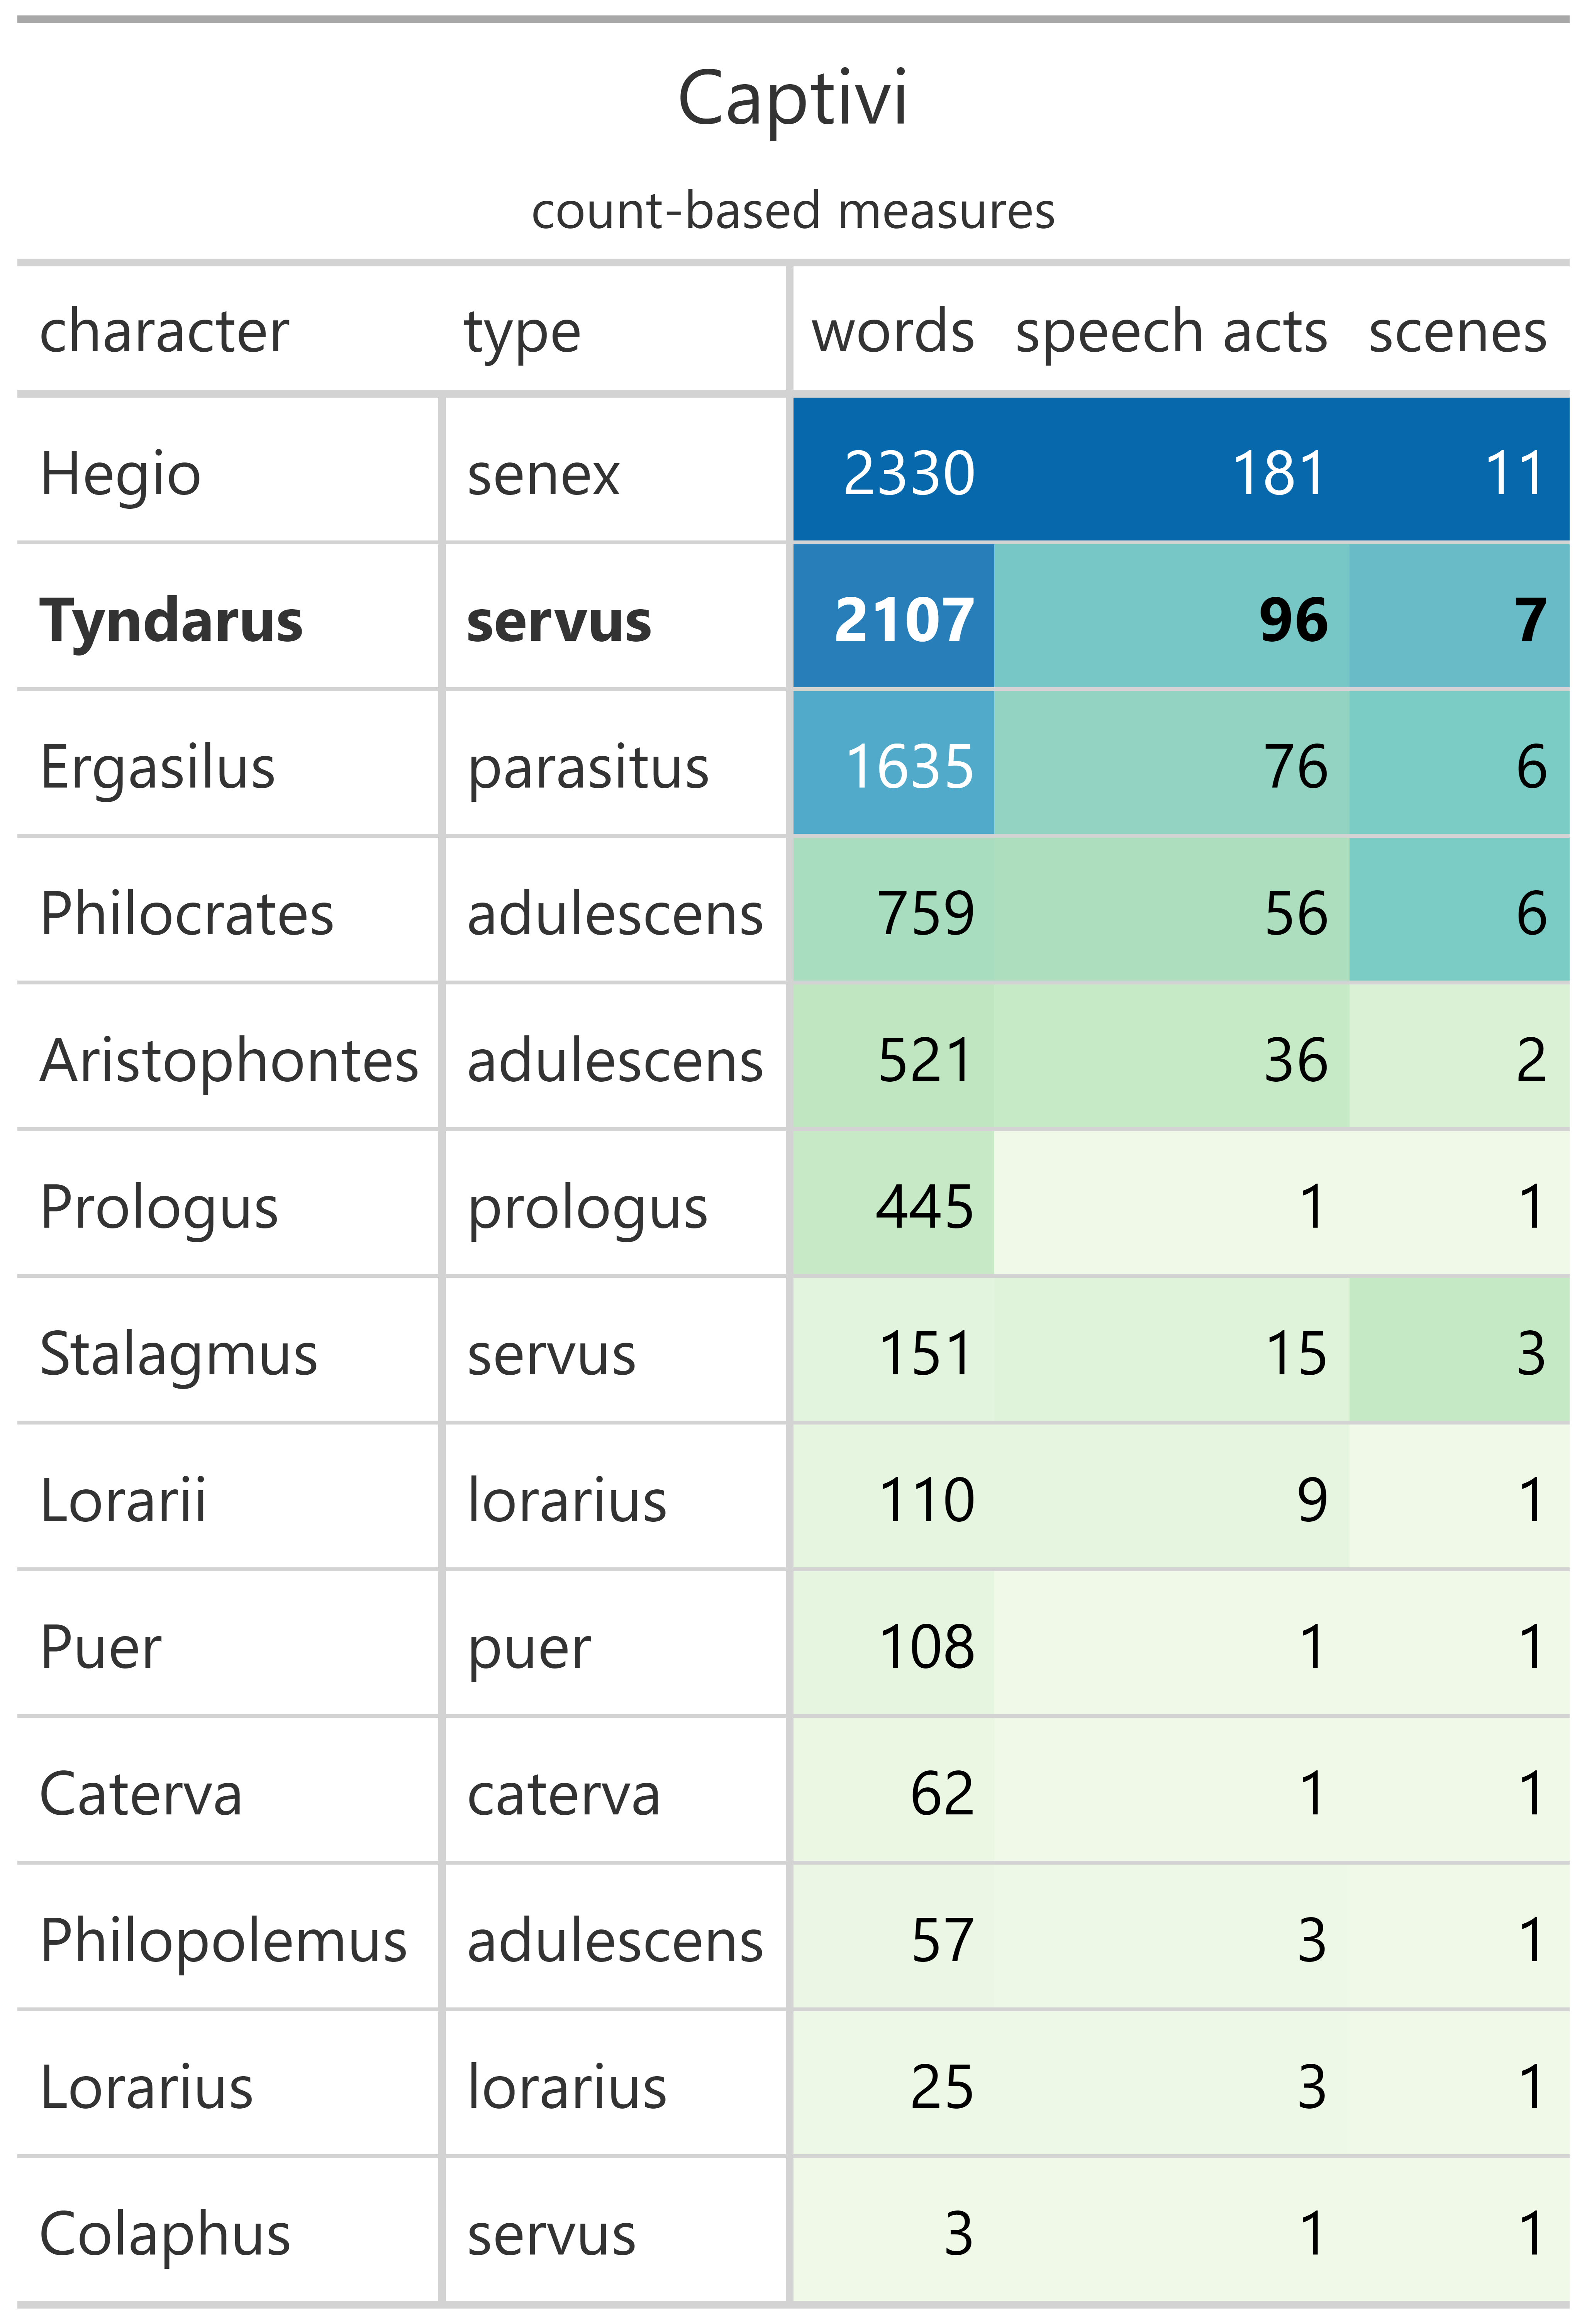 Captivi
count-based measures
character type words speech acts scenes
Hegio senex 2330 181 11
Tyndarus servus 2107 96 7
Ergasilus parasitus 1635 76 6
Philocrates adulescens 759 56 6
Aristophontes adulescens 521 36 2
Prologus prologus 445 1 1
Stalagmus servus 151 15 3
Lorarii lorarius 110 9 1
Puer puer 108 1 1
Caterva caterva 62 1 1
Philopolemus adulescens 57 3 1
Lorarius lorarius 25 3 1
Colaphus servus 3 1 1